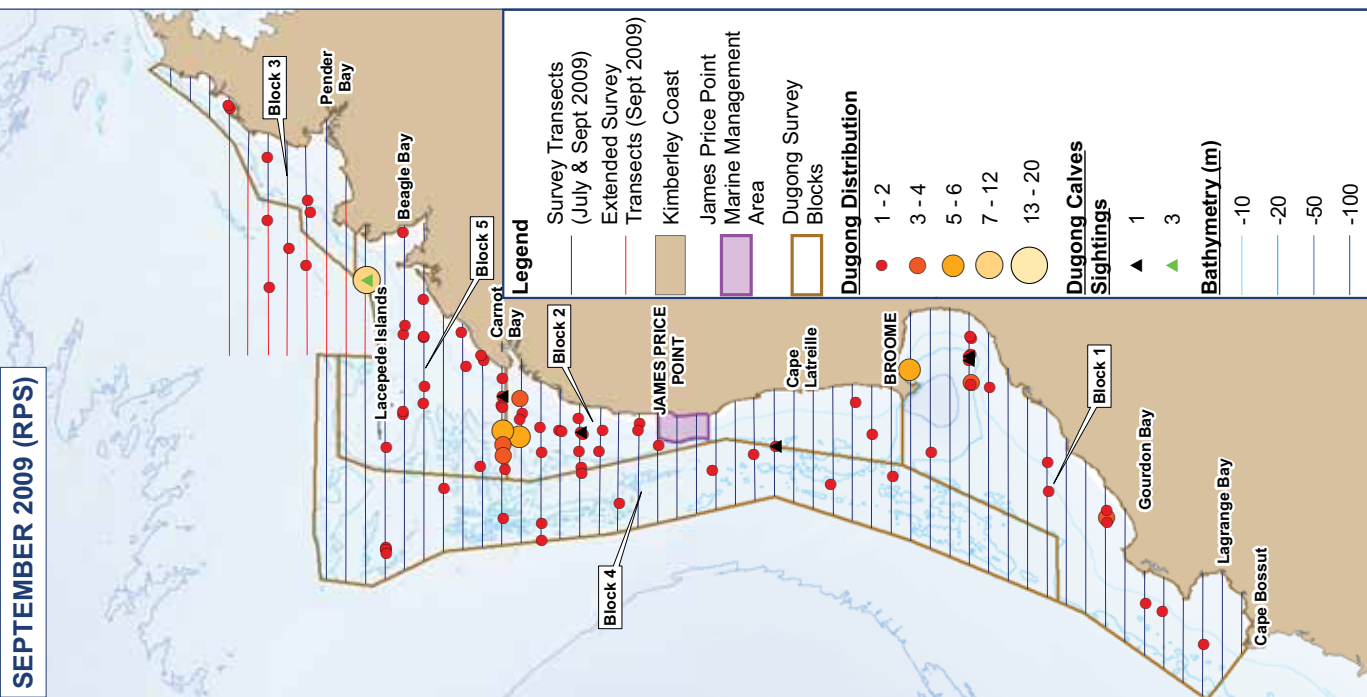 SEPTEMBER 2009 (RPS)
Block 3
Pender
Bay
Beagle Bay
Block 5
Lacepede Islands
Carnot
Bay
Block 2
JAMES PRICE
POINT
Cape
Latreille
BROOME
Block 4
Block 1
Gourdon Bay
Lagrange Bay
Cape Bossut
Legend
Survey Transects
(July & Sept 2009)
Extended Survey
Transects (Sept 2009)
Kimberley Coast
James Price Point
Marine Management
Area
Dugong Survey
Blocks
Dugong Distribution
1 - 2
3 - 4
5 - 6
7 - 12
13 - 20
Dugong Calves
Sightings
1
3
Bathymetry (m)
-10
-20
-50
-100